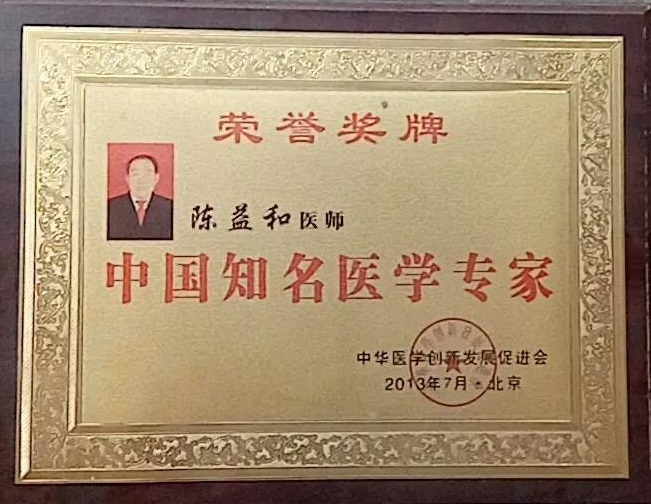 荣誉奖牌
陈益和医师
中国知名医学专家
中华医学创新发展促进会
2013年7月·北京